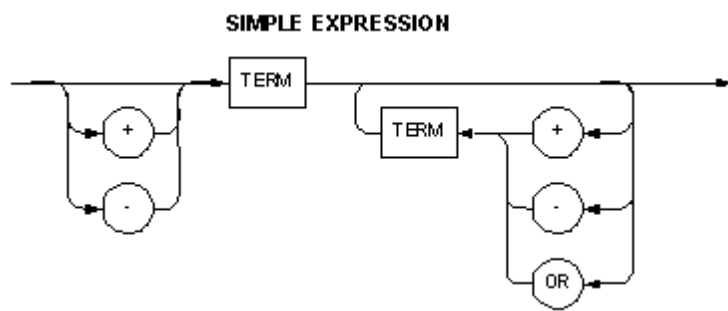 SIMPLE EXPRESSION
TERM
+
-
TERM
+
-
OR